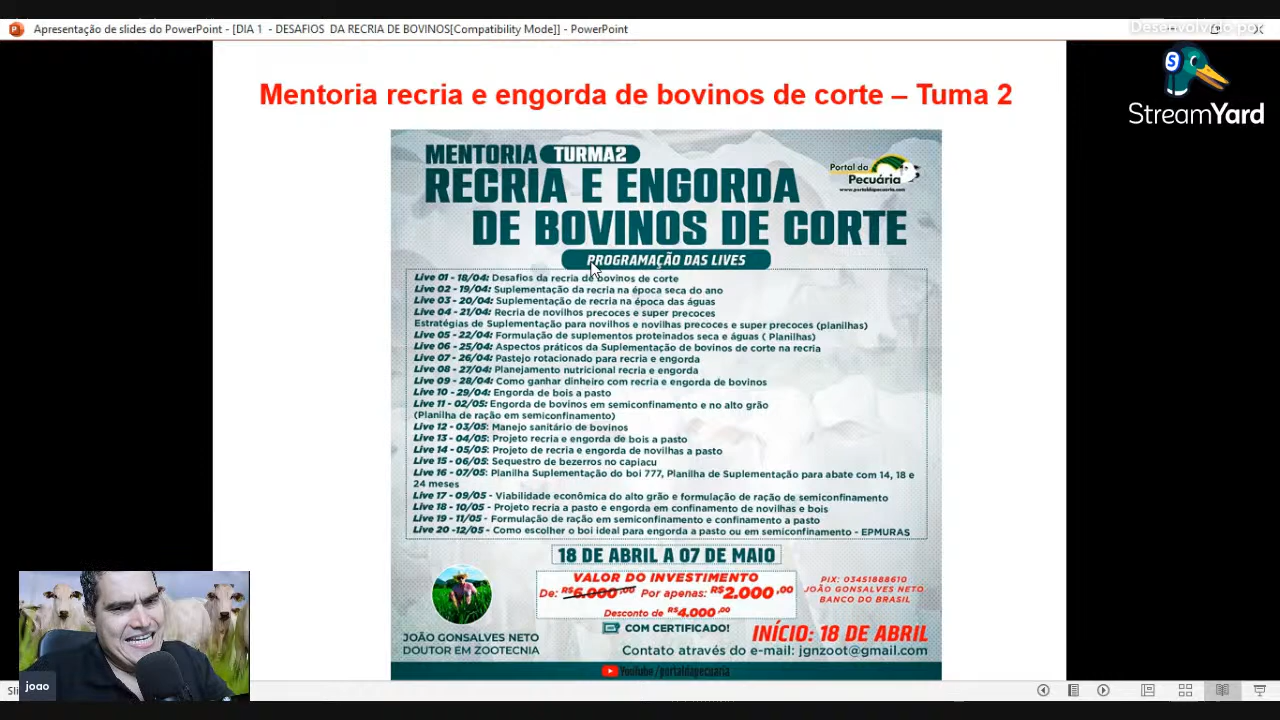 Apresentação de slides do PowerPoint - [DIA 1 - DESAFIOS DA RECRIA DE BOVINOS[Compatibility Mode]] - PowerPoint
Desenvolvido por
StreamYard
Mentoria recria e engorda de bovinos de corte – Tuma 2
MENTORIA TURMA2
RECRIA E ENGORDA
DE BOVINOS DE CORTE
Portal da
Pecuária
www.portaldapecuaria.com
PROGRAMAÇÃO DAS LIVES
Live 01 - 18/04: Desafios da recria de bovinos de corte
Live 02 - 19/04: Suplementação da recria na época seca do ano
Live 03 - 20/04: Suplementação de recria na época das águas
Live 04 - 21/04: Recria de novilhos precoces e super precoces
Estratégias de Suplementação para novilhos e novilhas precoces e super precoces (planilhas)
Live 05 - 22/04: Formulação de suplementos proteinados seca e águas ( Planilhas)
Live 06 - 25/04: Aspectos práticos da Suplementação de bovinos de corte na recria
Live 07 - 26/04: Pastejo rotacionado para recria e engorda
Live 08 - 27/04: Planejamento nutricional recria e engorda
Live 09 - 28/04: Como ganhar dinheiro com recria e engorda de bovinos
Live 10 - 29/04: Engorda de bois a pasto
Live 11 - 02/05: Engorda de bovinos em semiconfinamento e no alto grão
(Planilha de ração em semiconfinamento)
Live 12 - 03/05: Manejo sanitário de bovinos
Live 13 - 04/05: Projeto recria e engorda de bois a pasto
Live 14 - 05/05: Projeto de recria e engorda de novilhas a pasto
Live 15 - 06/05: Sequestro de bezerros no capiacu
Live 16 - 07/05: Planilha Suplementação do boi 777, Planilha de Suplementação para abate com 14, 18 e
24 meses
Live 17 - 09/05 - Viabilidade econômica do alto grão e formulação de ração de semiconfinamento
Live 18 - 10/05 - Projeto recria a pasto e engorda em confinamento de novilhas e bois
Live 19 - 11/05 - Formulação de ração em semiconfinamento e confinamento a pasto
Live 20 -12/05 - Como escolher o boi ideal para engorda a pasto ou em semiconfinamento - EPMURAS
18 DE ABRIL A 07 DE MAIO
VALOR DO INVESTIMENTO
De: R$6.000,00 Por apenas: R$2.000,00
Desconto de R$4.000,00
PIX: 03451888610
JOÃO GONSALVES NETO
BANCO DO BRASIL
COM CERTIFICADO!
INÍCIO: 18 DE ABRIL
JOÃO GONSALVES NETO
DOUTOR EM ZOOTECNIA
Contato através do e-mail: jgnzoot@gmail.com
YouTube/portaldapecuaria
joao